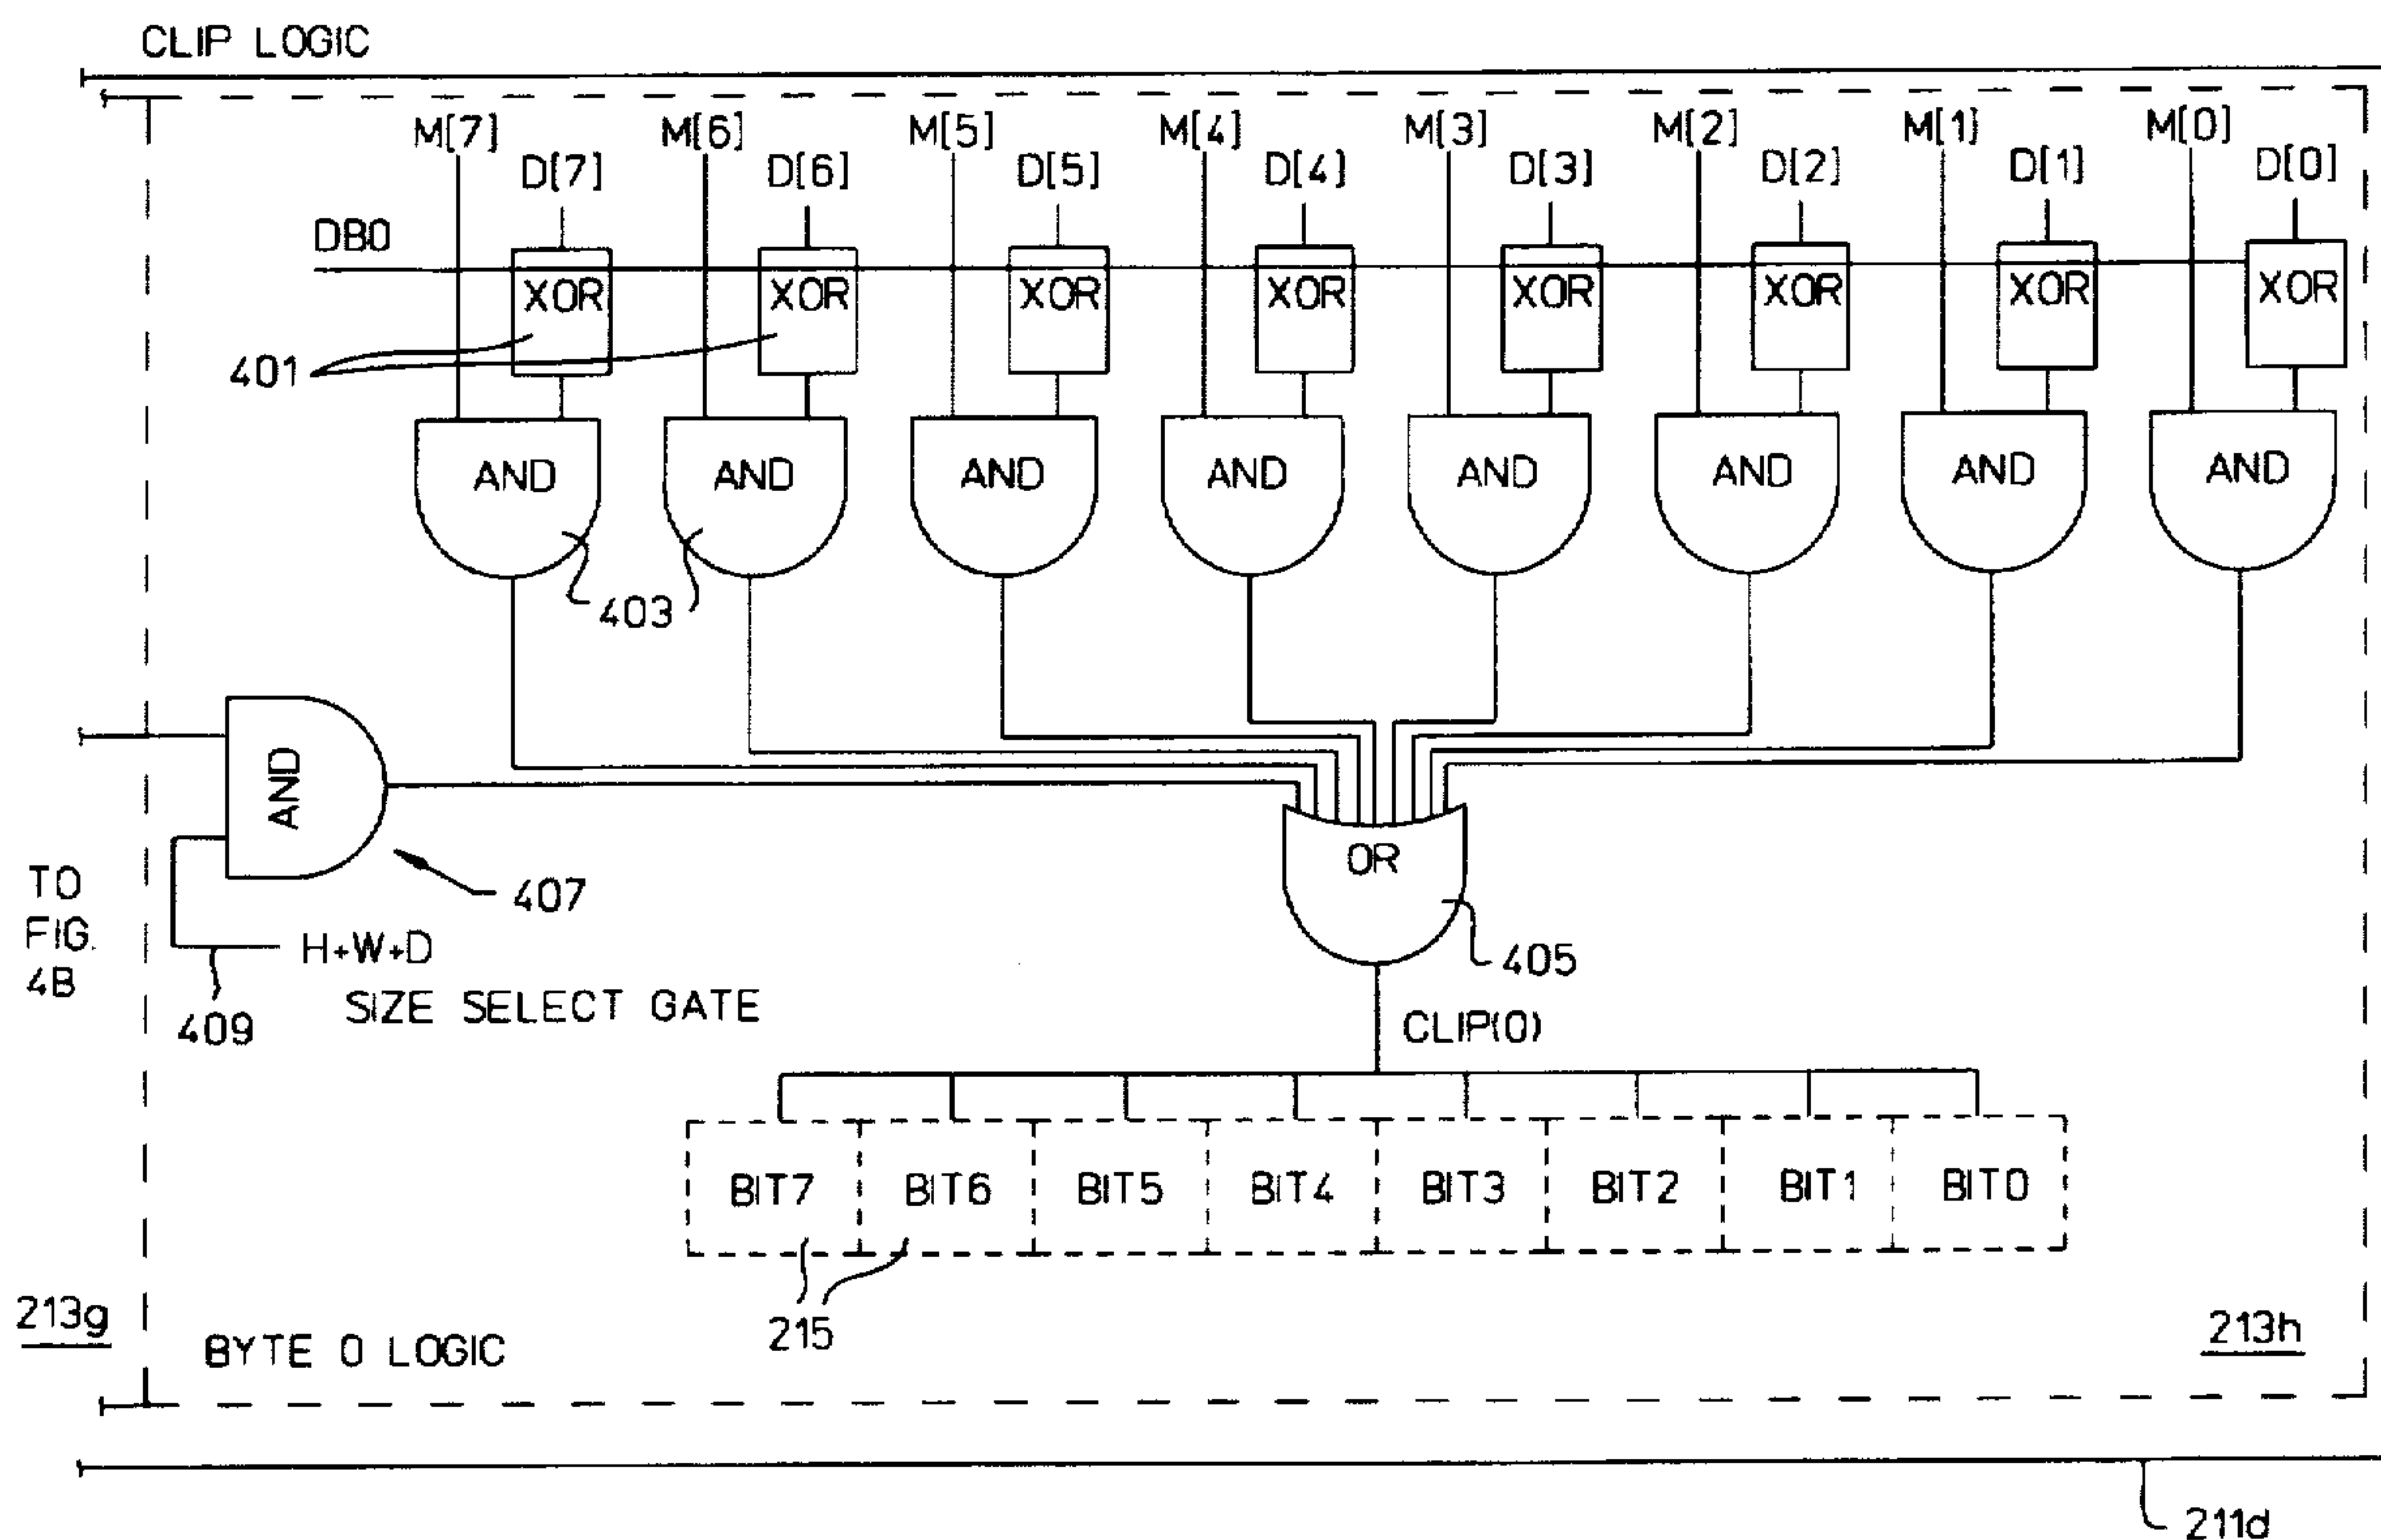 CLIP LOGIC
M[7] M[6] M[5] M[4] M[3] M[2] M[1] M[0]
D[7] D[6] D[5] D[4] D[3] D[2] D[1] D[0]
DB0
XOR XOR XOR XOR XOR XOR XOR XOR
401
AND AND AND AND AND AND AND AND
403
AND
OR
407
405
TO
FIG.
4B
H+W+D
409
SIZE SELECT GATE
CLIP(0)
BIT7 BIT6 BIT5 BIT4 BIT3 BIT2 BIT1 BIT0
215
213g
213h
BYTE 0 LOGIC
211d